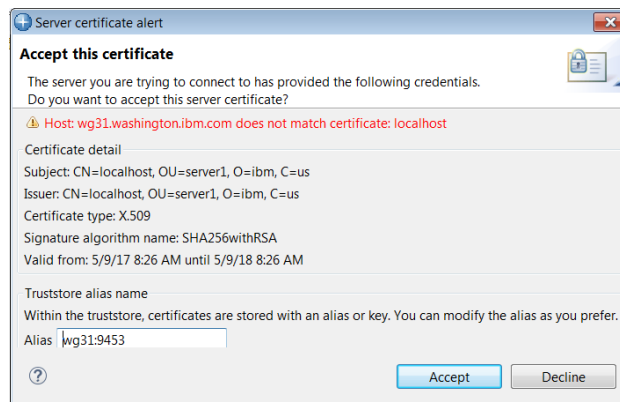 Server certificate alert
Accept this certificate
The server you are trying to connect to has provided the following credentials.
Do you want to accept this server certificate?
Host: wg31.washington.ibm.com does not match certificate: localhost
Certificate detail
Subject: CN=localhost, OU=server1, O=ibm, C=us
Issuer: CN=localhost, OU=server1, O=ibm, C=us
Certificate type: X.509
Signature algorithm name: SHA256withRSA
Valid from: 5/9/17 8:26 AM until 5/9/18 8:26 AM
Truststore alias name
Within the truststore, certificates are stored with an alias or key. You can modify the alias as you prefer.
Alias wg31:9453
? Accept Decline